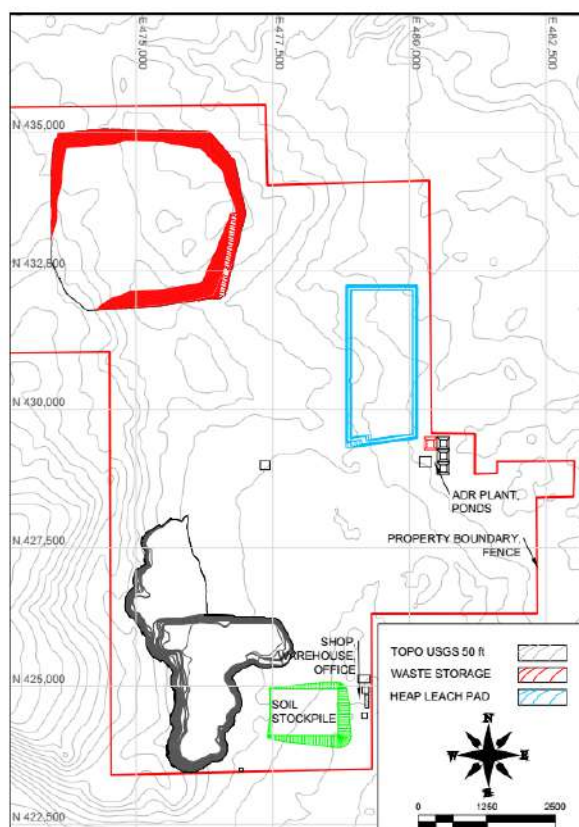 E 475,000
E 477,500
E 480,000
E 482,500
N 435,000
N 432,500
N 430,000
ADR PLANT,
PONDS
N 427,500
PROPERTY BOUNDARY,
FENCE
SHOP,
WAREHOUSE,
OFFICE
N 425,000
SOIL
STOCKPILE
TOPO USGS 50 ft
WASTE STORAGE
HEAP LEACH PAD
N
W
E
S
0 1250 2500
N 422,500